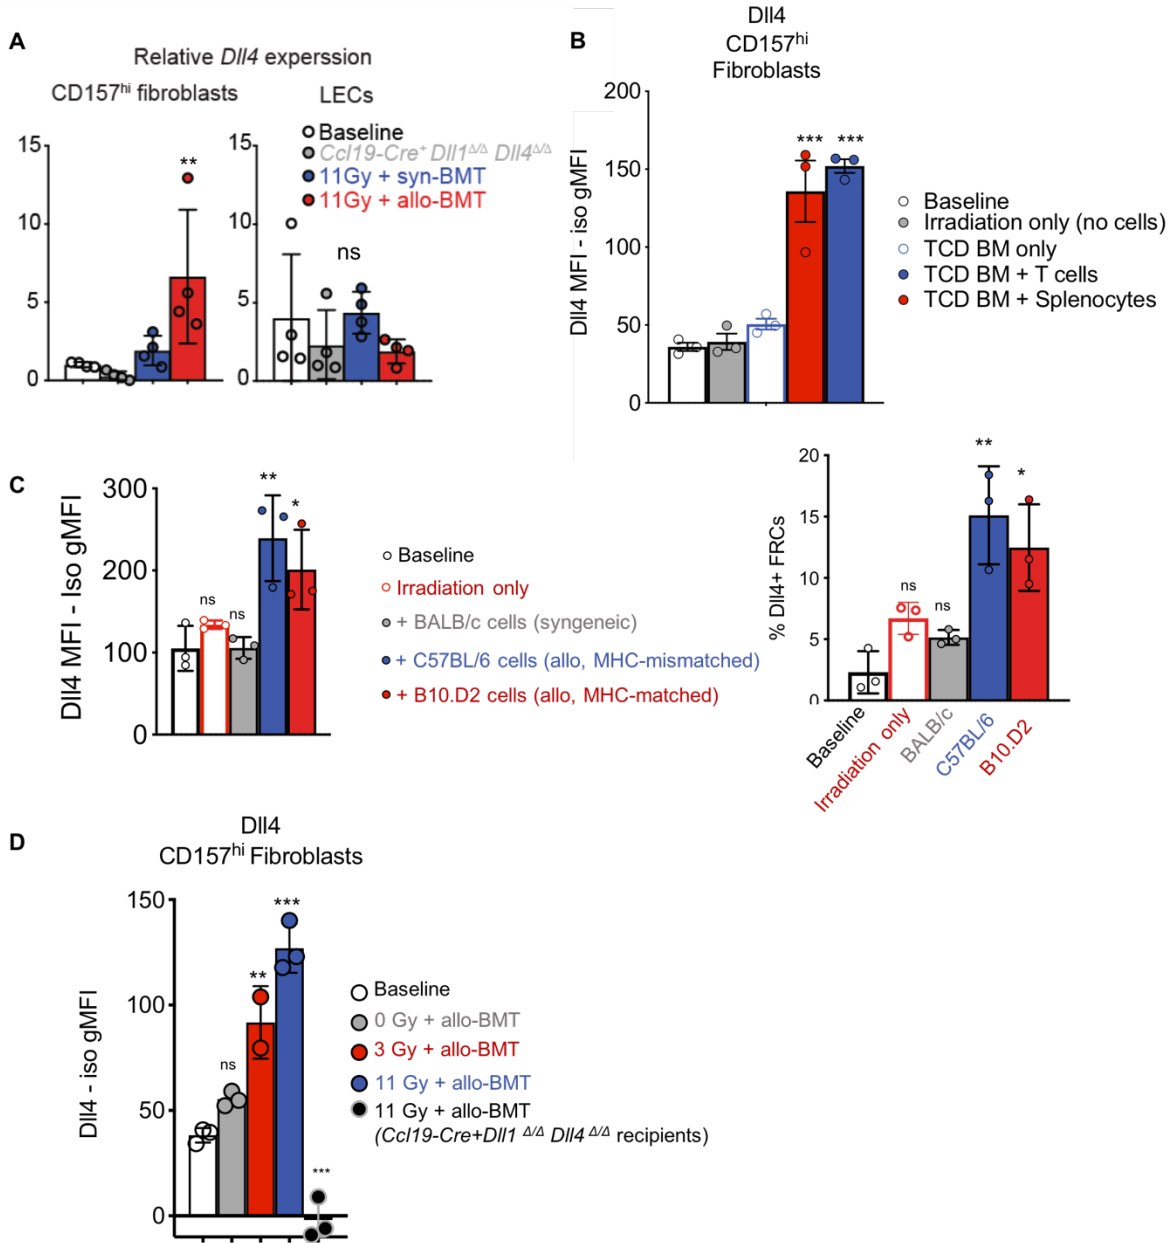 A
Relative Dll4 experssion
CD157hi fibroblasts
LECs
Baseline
Ccl19-Cre+ Dll1Δ/Δ Dll4Δ/Δ
11Gy + syn-BMT
11Gy + allo-BMT
15
10
5
0
**
15
10
5
0
ns
B
Dll4
CD157hi
Fibroblasts
Dll4 MFI - iso gMFI
200
150
100
50
0
*** ***
Baseline
Irradiation only (no cells)
TCD BM only
TCD BM + T cells
TCD BM + Splenocytes
C
Dll4 MFI - Iso gMFI
300
200
100
0
ns
ns
**
*
Baseline
Irradiation only
+ BALB/c cells (syngeneic)
+ C57BL/6 cells (allo, MHC-mismatched)
+ B10.D2 cells (allo, MHC-matched)
% Dll4+ FRCs
20
15
10
5
0
ns
ns
**
*
Baseline
Irradiation only
BALB/c
C57BL/6
B10.D2
D
Dll4
CD157hi Fibroblasts
Dll4 - iso gMFI
150
100
50
0
ns
**
***
***
Baseline
0 Gy + allo-BMT
3 Gy + allo-BMT
11 Gy + allo-BMT
11 Gy + allo-BMT
(Ccl19-Cre+Dll1 Δ/Δ Dll4 Δ/Δ recipients)